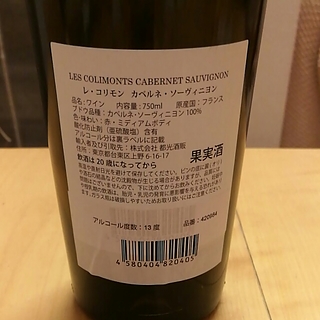 LES COLIMONTS CABERNET SAUVIGNON
レ・コリモン カベルネ・ソーヴィニヨン
品名:ワイン 内容量:750ml 原産国:フランス
ブドウ品種:カベルネ・ソーヴィニヨン 100%
色・味わい:赤・ミディアムボディ
酸化防止剤(亜硫酸塩)含有
アルコール分は裏ラベルに記載
輸入者及び引取先:株式会社 都光酒販
住所:東京都台東区上野 6-16-17
飲酒は20歳になってから
果実酒
アルコール度数:13度
品番:420884
4 580404 820405